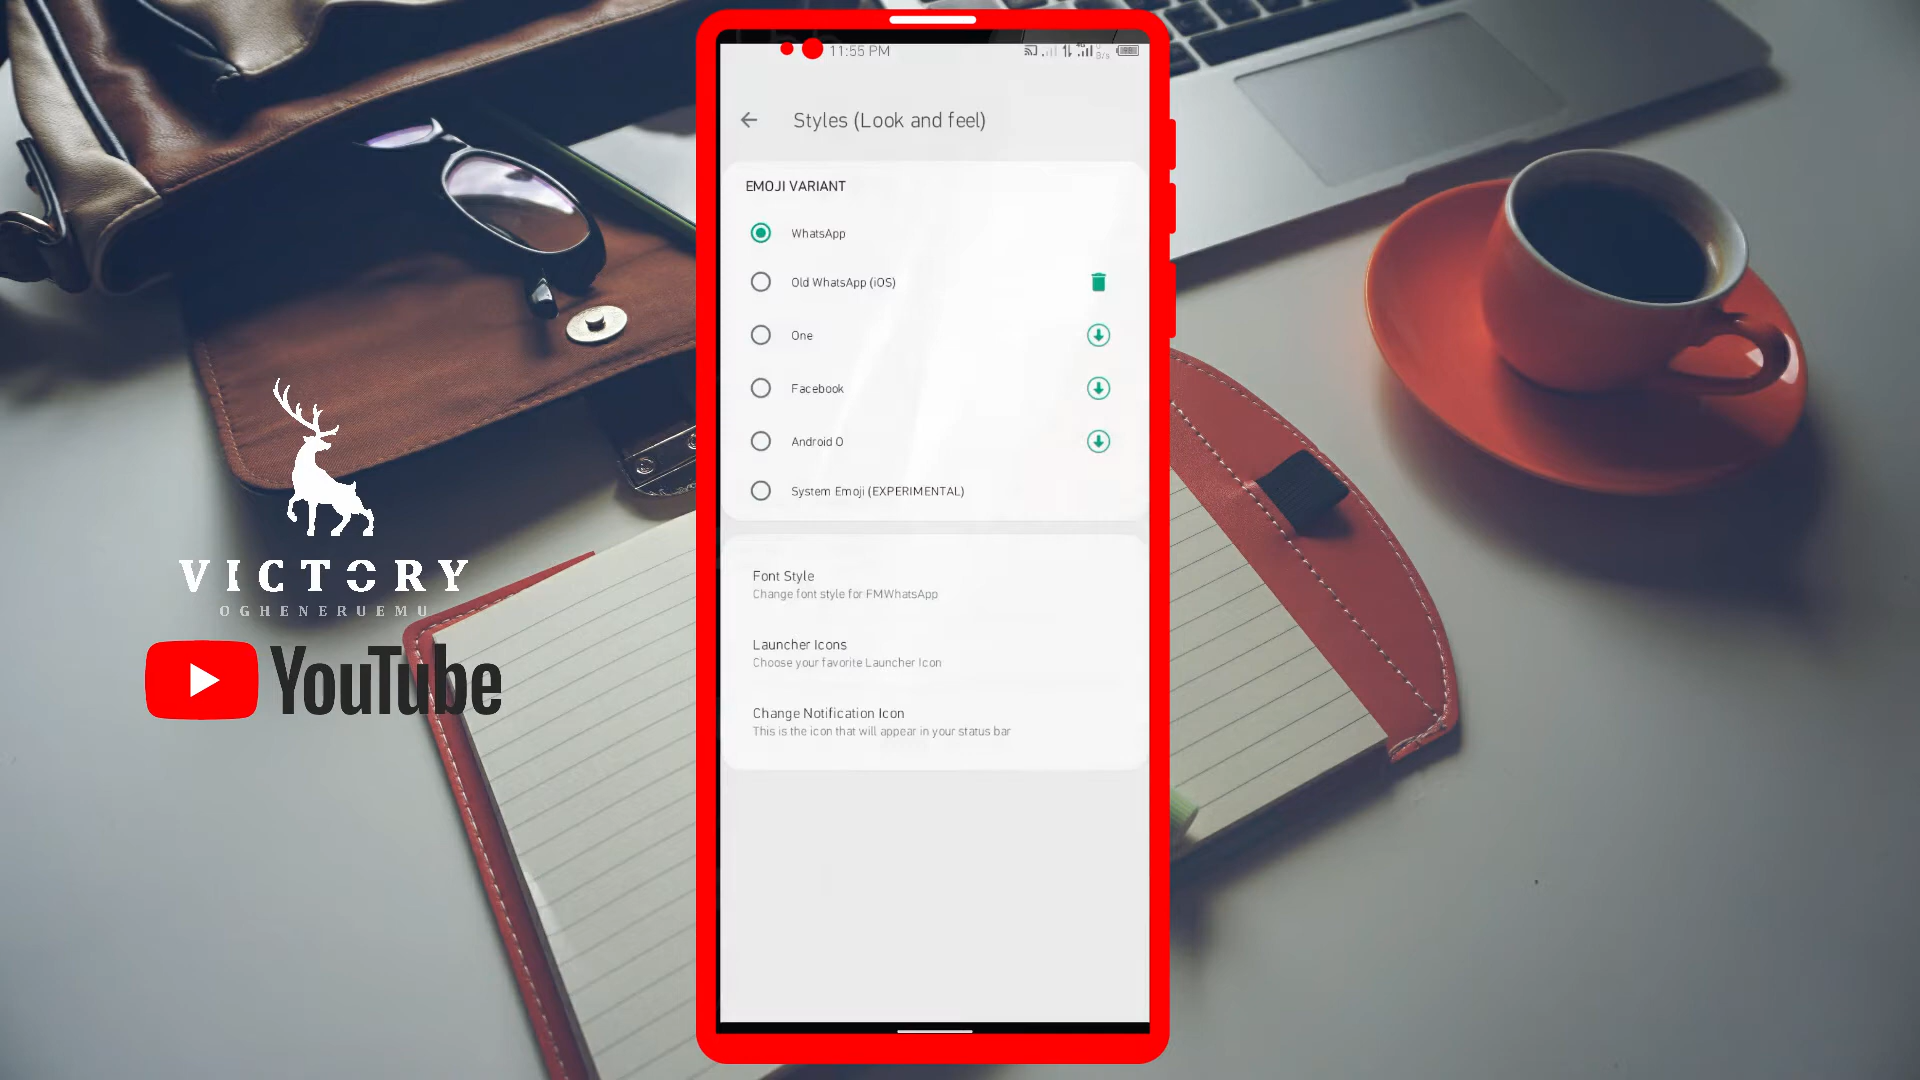 11:55 PM
B/s
Styles (Look and feel)
EMOJI VARIANT
WhatsApp
Old WhatsApp (iOS)
One
Facebook
Android O
System Emoji (EXPERIMENTAL)
Font Style
Change font style for FMWhatsApp
Launcher Icons
Choose your favorite Launcher Icon
Change Notification Icon
This is the icon that will appear in your status bar
VICTORY
OGHENERUEMU
YouTube